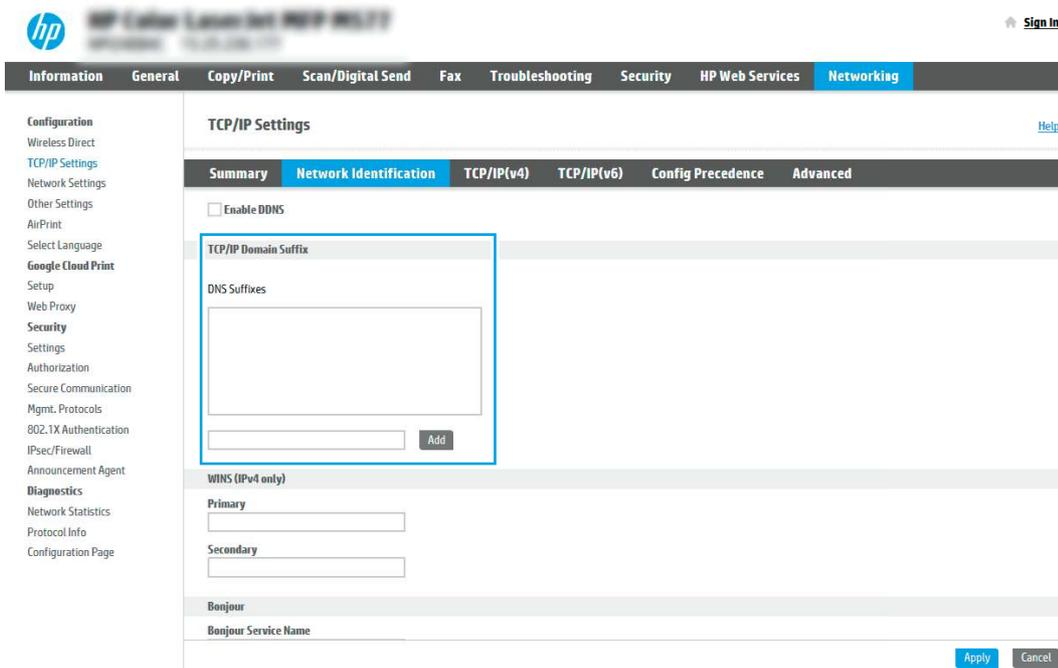 hp
Sign In
Information General Copy/Print Scan/Digital Send Fax Troubleshooting Security HP Web Services Networking
Configuration
Wireless Direct
TCP/IP Settings
Network Settings
Other Settings
AirPrint
Select Language
Google Cloud Print
Setup
Web Proxy
Security
Settings
Authorization
Secure Communication
Mgmt. Protocols
802.1X Authentication
IPsec/Firewall
Announcement Agent
Diagnostics
Network Statistics
Protocol Info
Configuration Page
TCP/IP Settings
Help
Summary Network Identification TCP/IP(v4) TCP/IP(v6) Config Precedence Advanced
Enable DDNS
TCP/IP Domain Suffix
DNS Suffixes
Add
WINS (IPv4 only)
Primary
Secondary
Bonjour
Bonjour Service Name
Apply Cancel